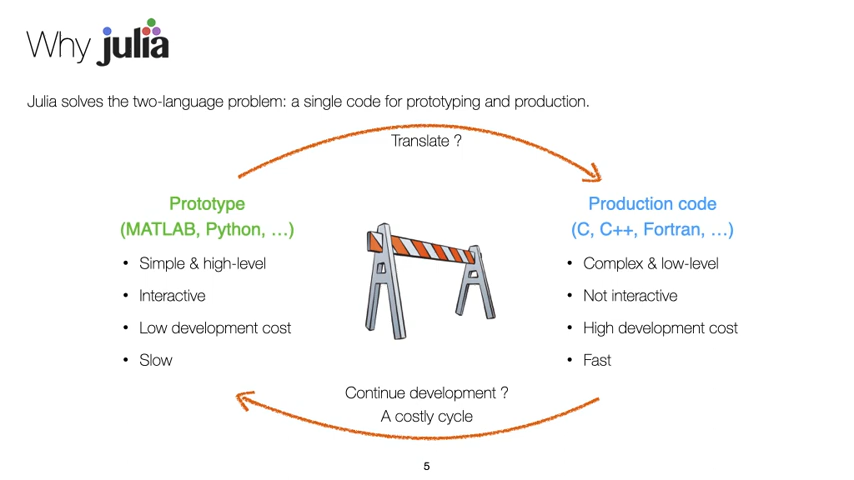 Why julia
Julia solves the two-language problem: a single code for prototyping and production.
Translate ?
Prototype
(MATLAB, Python, …)
• Simple & high-level
• Interactive
• Low development cost
• Slow
Production code
(C, C++, Fortran, …)
• Complex & low-level
• Not interactive
• High development cost
• Fast
Continue development ?
A costly cycle
5